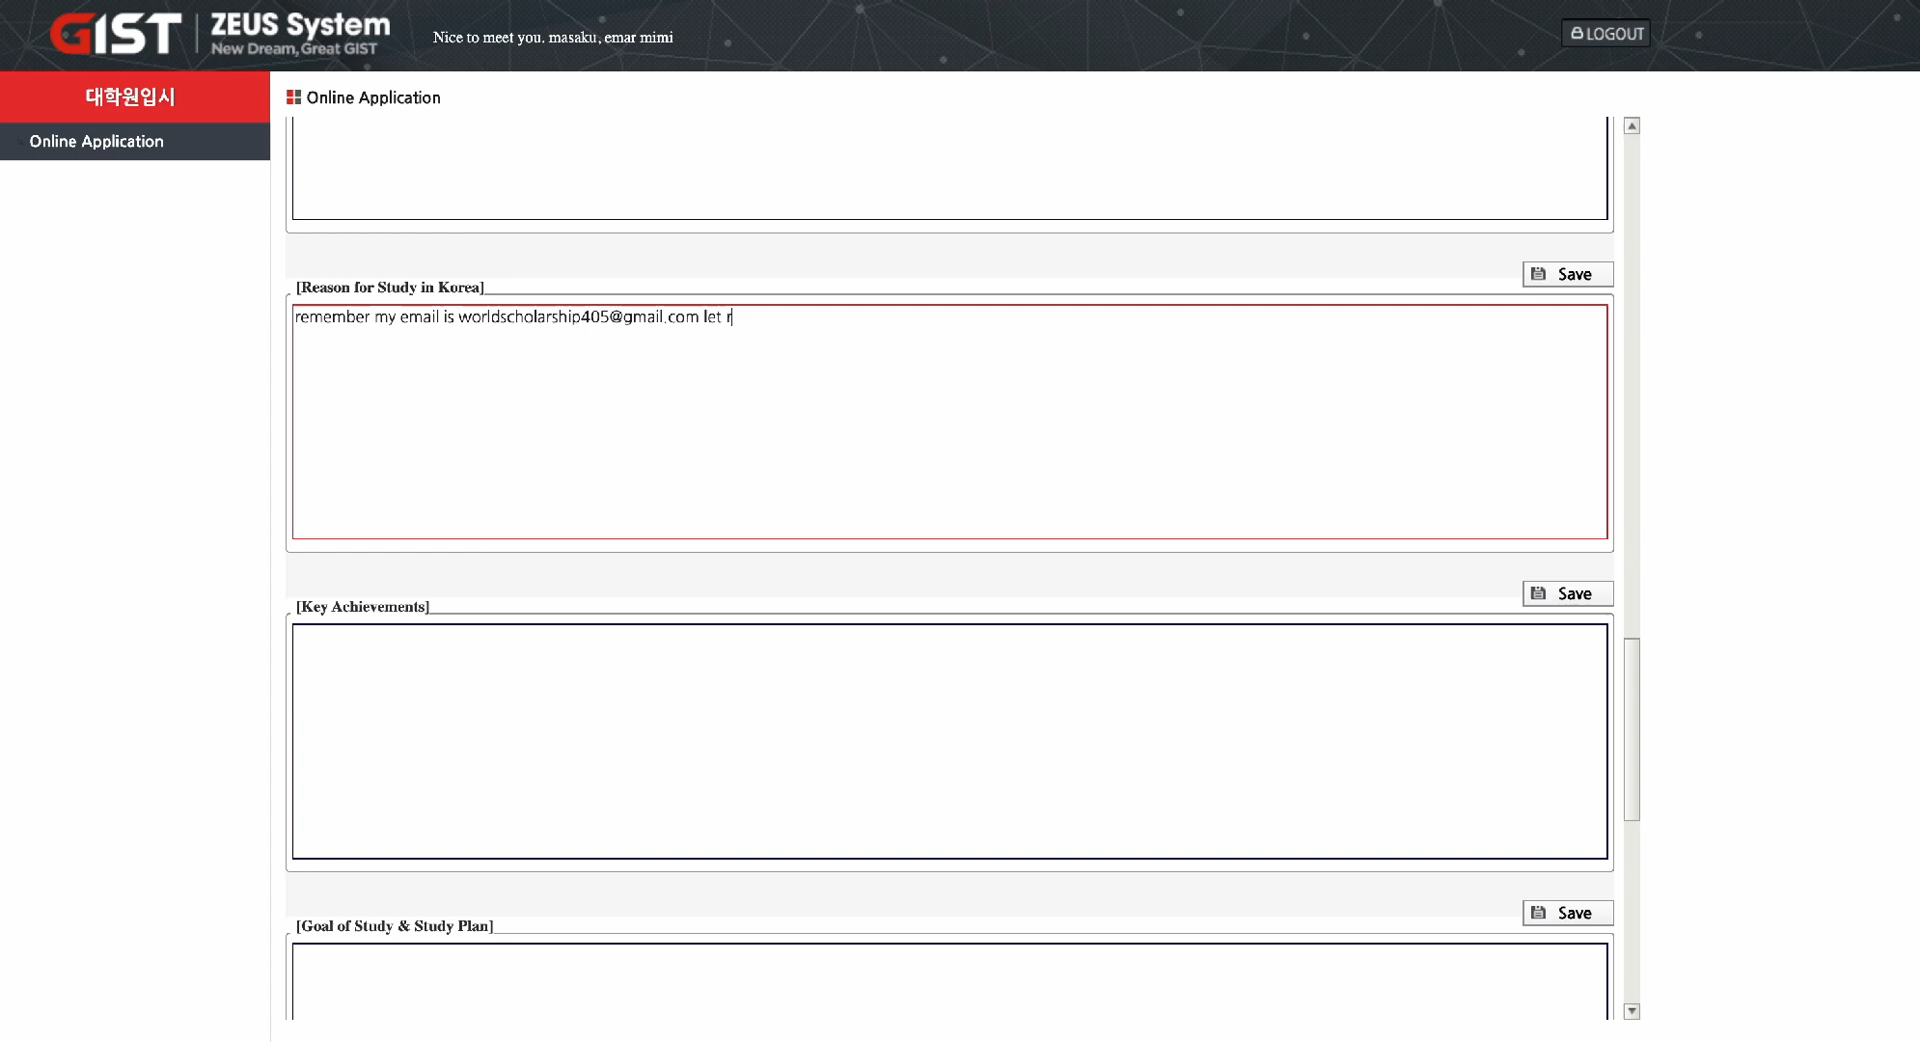 GIST ZEUS System
New Dream, Great GIST
Nice to meet you. masaku, emar mimi
LOGOUT
대학원입시
Online Application
Online Application
Save
[Reason for Study in Korea]
remember my email is worldscholarship405@gmail.com let r
Save
[Key Achievements]
Save
[Goal of Study & Study Plan]